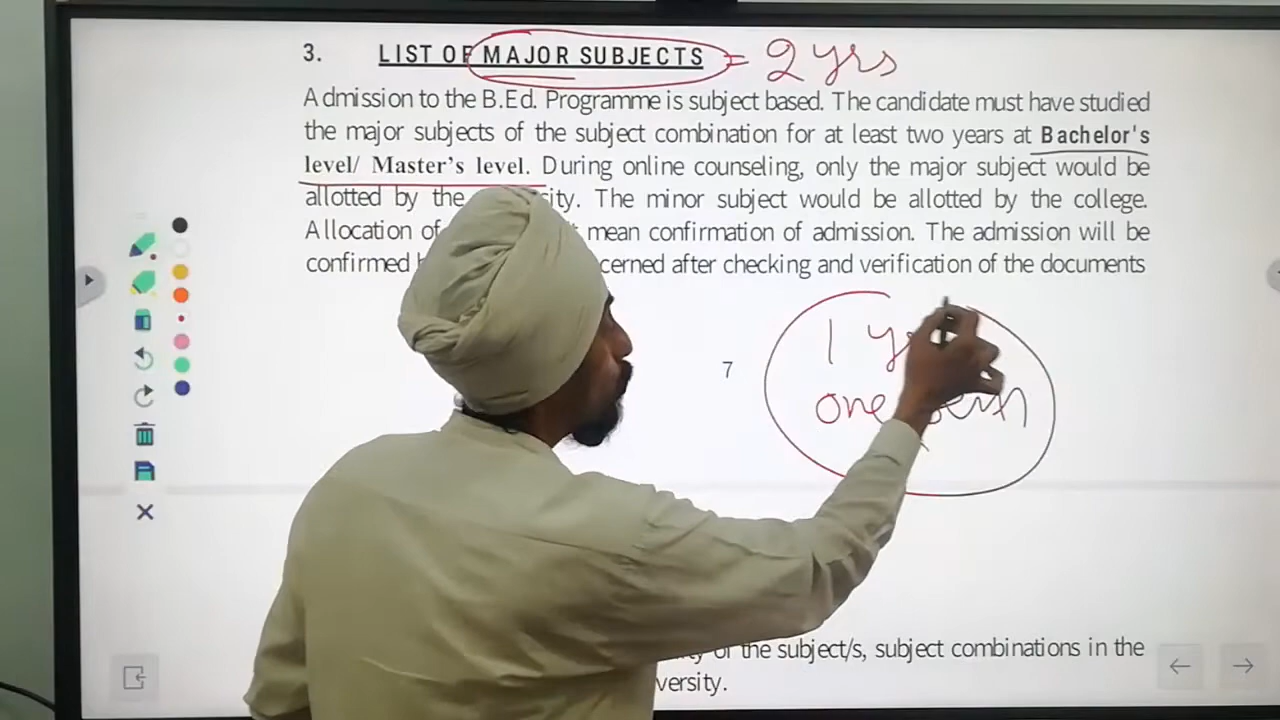 3. LIST OF MAJOR SUBJECTS = 2 yrs
Admission to the B.Ed. Programme is subject based. The candidate must have studied
the major subjects of the subject combination for at least two years at Bachelor's
level/ Master's level. During online counseling, only the major subject would be
allotted by the The minor subject would be allotted by the college.
Allocation of mean confirmation of admission. The admission will be
confirmed after checking and verification of the documents
1
7
one
of the subject/s, subject combinations in the